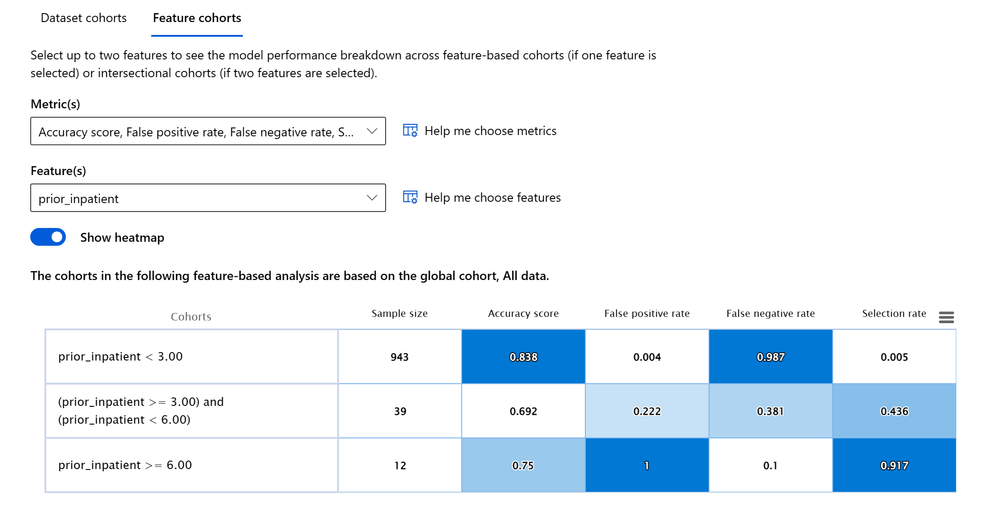 Dataset cohorts Feature cohorts
Select up to two features to see the model performance breakdown across feature-based cohorts (if one feature is
selected) or intersectional cohorts (if two features are selected).
Metric(s)
Accuracy score, False positive rate, False negative rate, S... Help me choose metrics
Feature(s)
prior_inpatient Help me choose features
Show heatmap
The cohorts in the following feature-based analysis are based on the global cohort, All data.
Cohorts Sample size Accuracy score False positive rate False negative rate Selection rate
prior_inpatient < 3.00 943 0.838 0.004 0.987 0.005
(prior_inpatient >= 3.00) and
(prior_inpatient < 6.00) 39 0.692 0.222 0.381 0.436
prior_inpatient >= 6.00 12 0.75 1 0.1 0.917